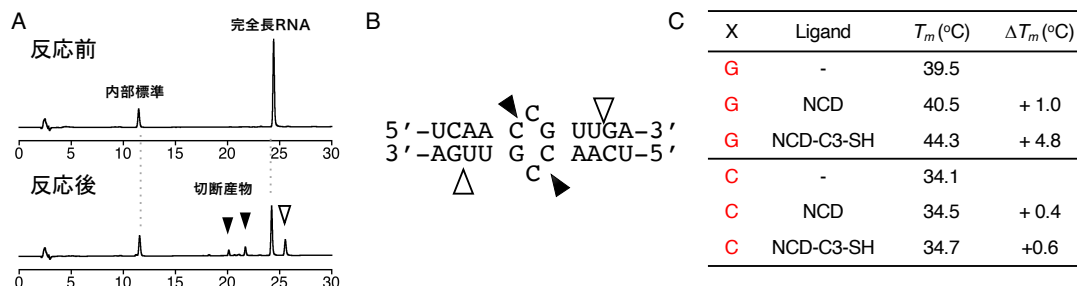 A
反応前
内部標準
完全長RNA
0 5 10 15 20 25 30
反応後
切断産物
0 5 10 15 20 25 30
B
C
5′-UCAA C G UUGA-3′
3′-AGUU G C AACU-5′
C
C
X Ligand Tm (oC) ΔTm (oC)
G - 39.5
G NCD 40.5 + 1.0
G NCD-C3-SH 44.3 + 4.8
C - 34.1
C NCD 34.5 + 0.4
C NCD-C3-SH 34.7 +0.6